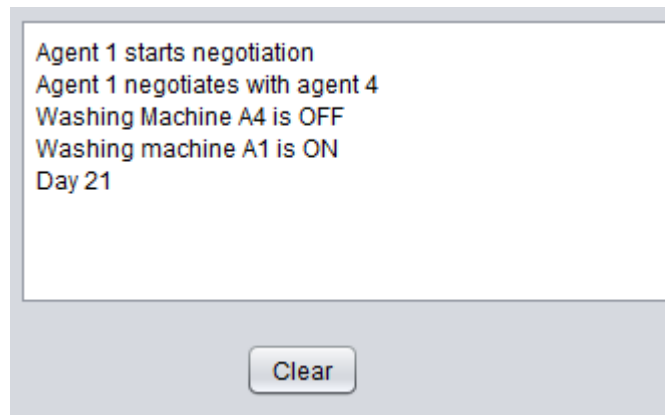 Agent 1 starts negotiation
Agent 1 negotiates with agent 4
Washing Machine A4 is OFF
Washing machine A1 is ON
Day 21
Clear